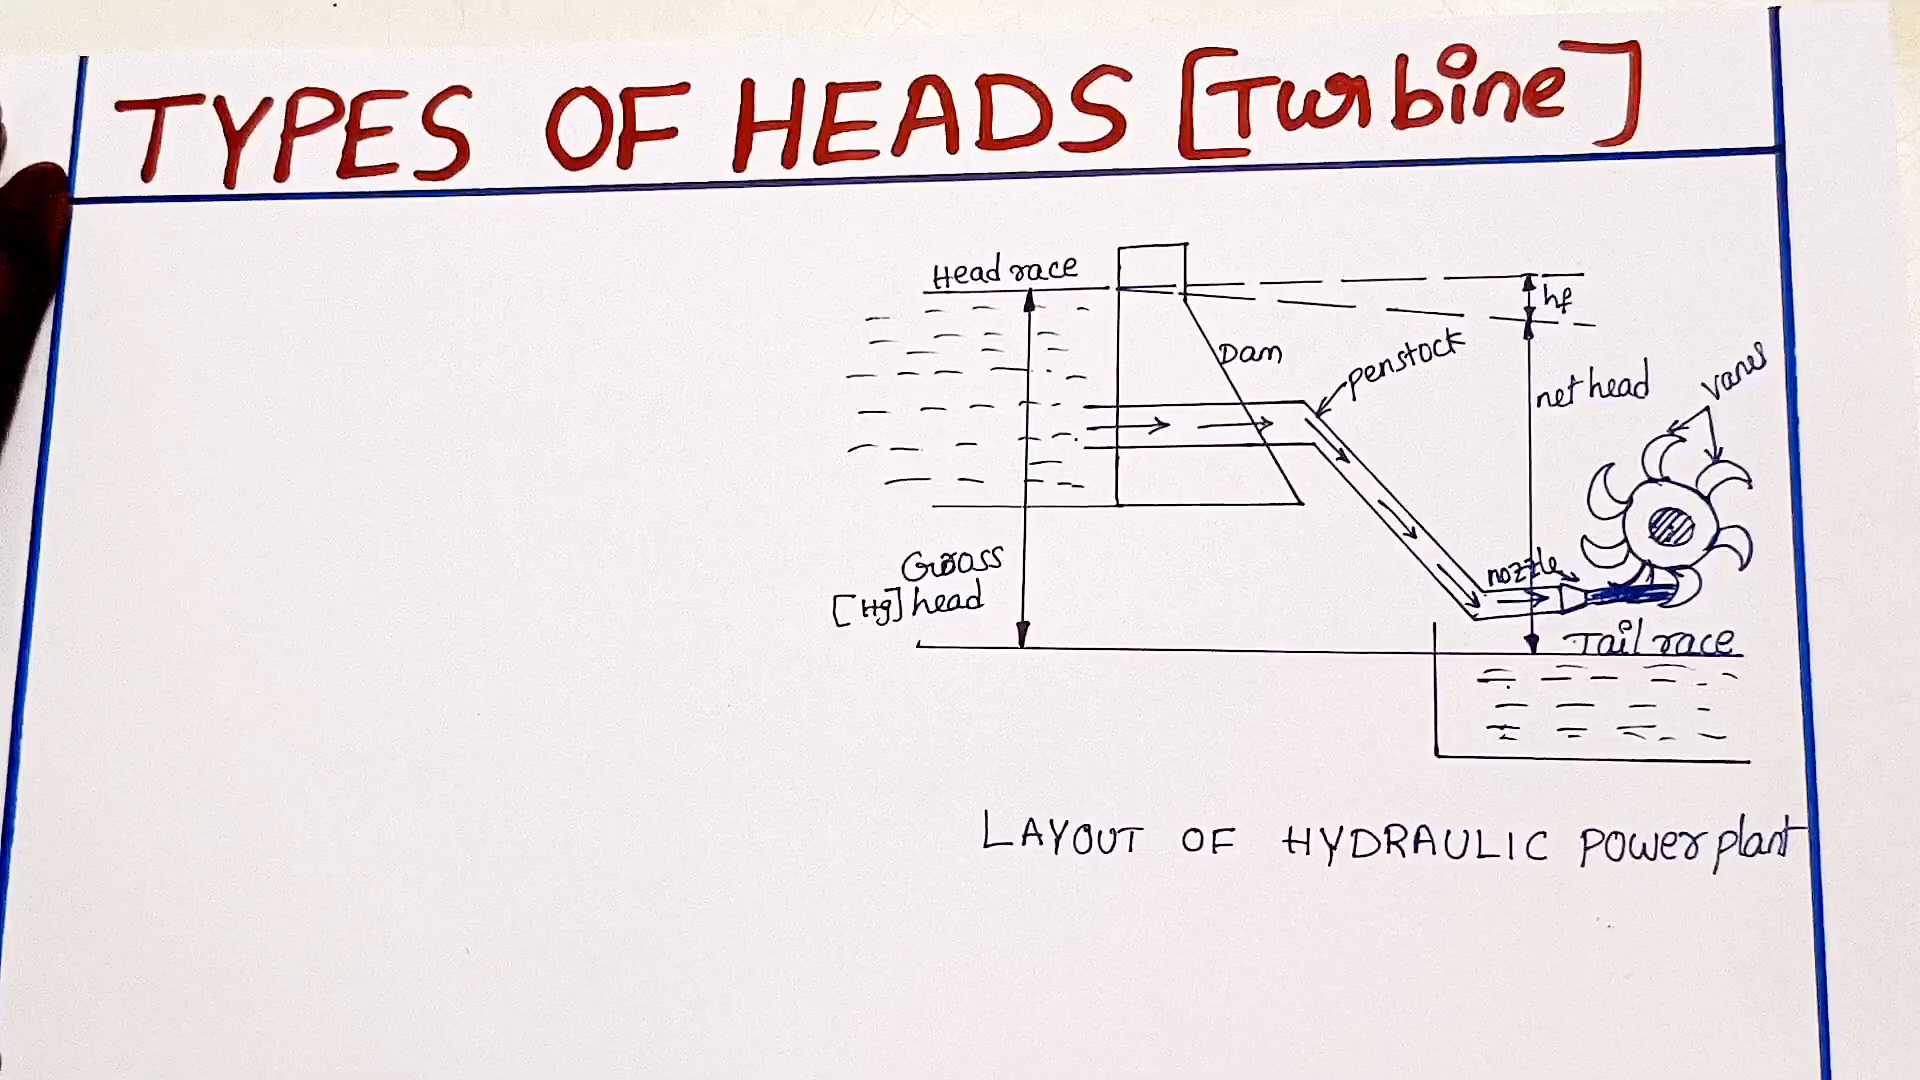 TYPES OF HEADS [Turbine]
Head race
hf
Dam
penstock
net head
vanes
nozzle
Gross
[Hg] head
Tail race
LAYOUT OF HYDRAULIC Power plant